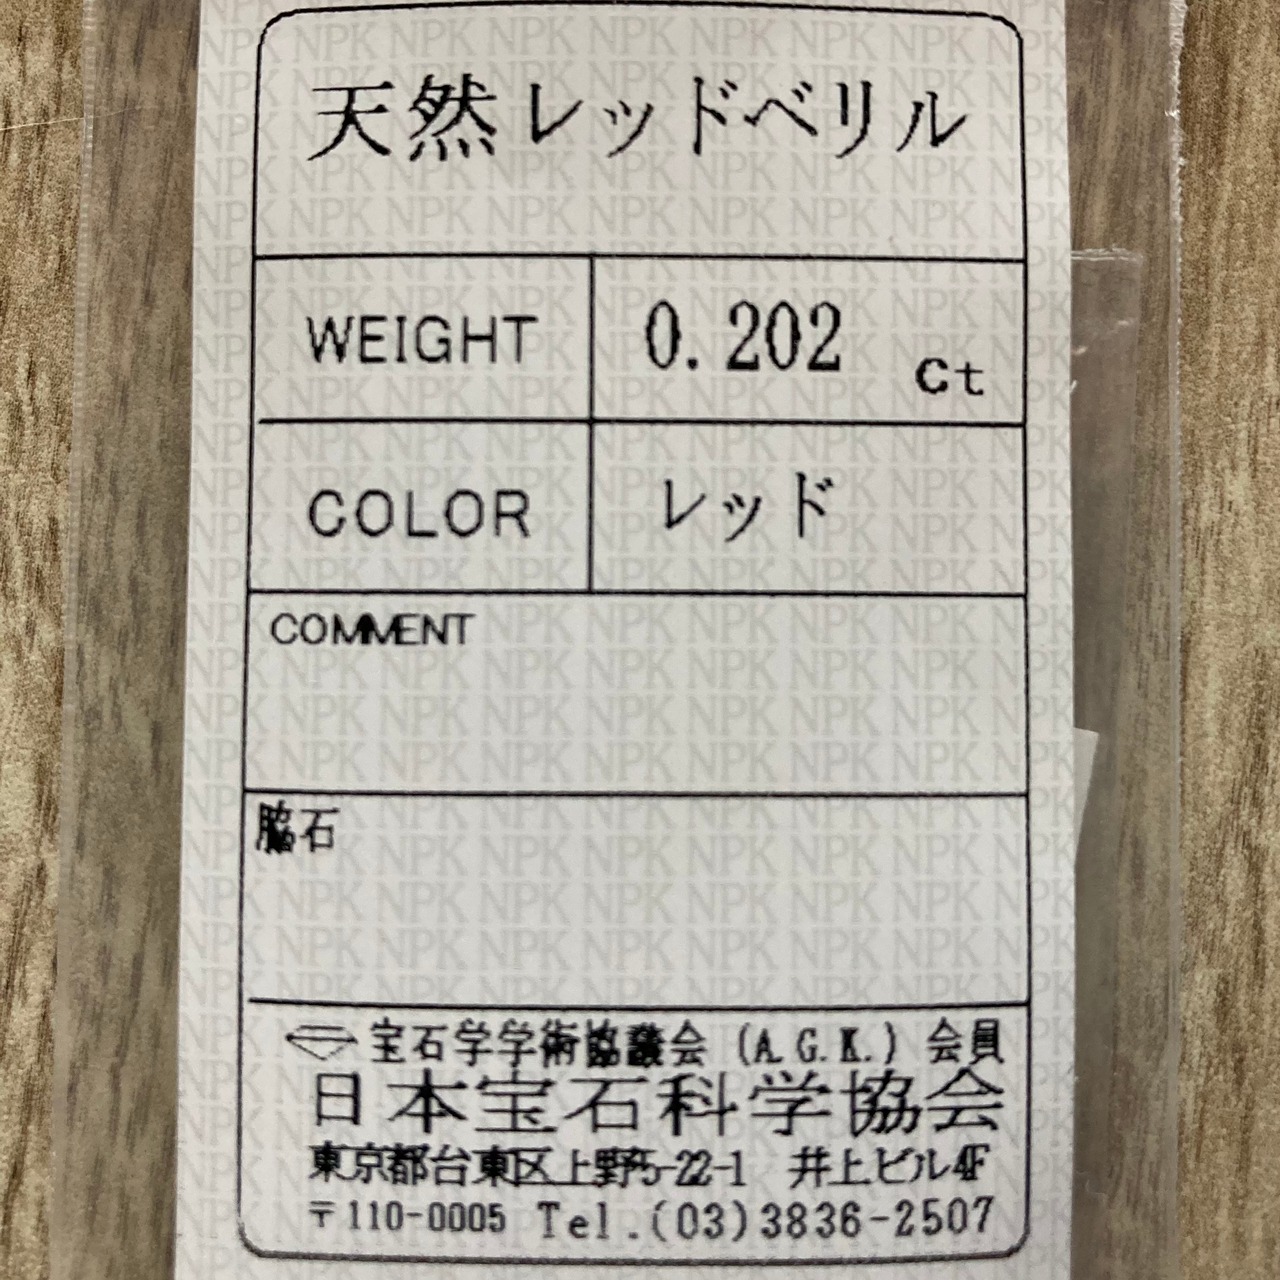 天然レッドベリル
WEIGHT 0.202 ct
COLOR レッド
COMMENT
脇石
宝石学学術協議会 (A.G.K.) 会員
日本宝石科学協会
東京都台東区上野5-22-1 井上ビル4F
〒110-0005 Tel.(03)3836-2507